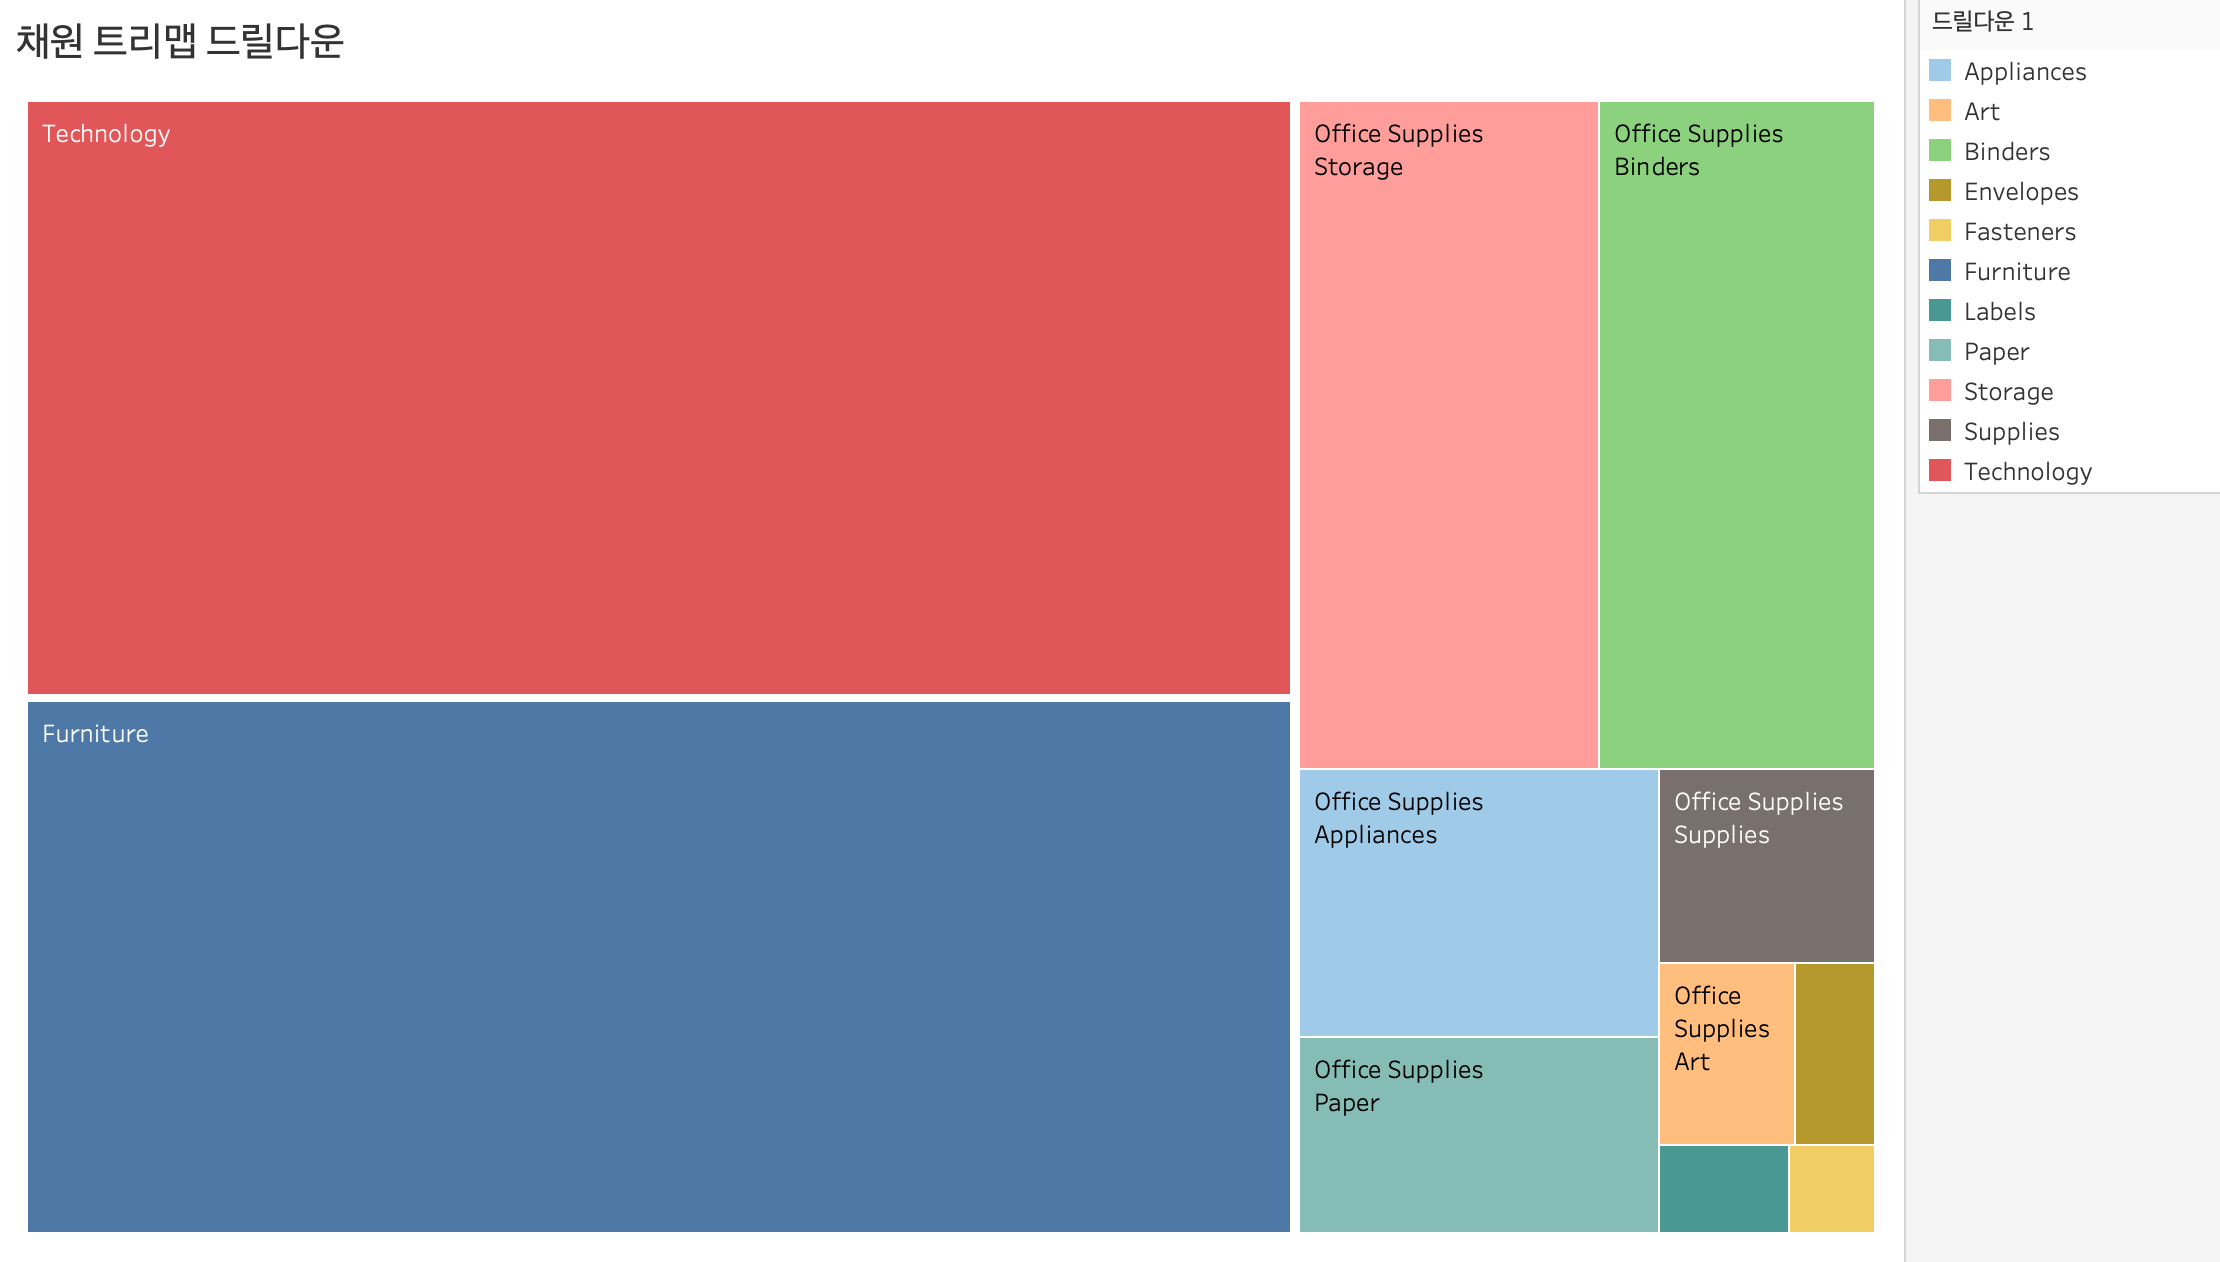 채원 트리맵 드릴다운
Technology
Furniture
Office Supplies
Storage
Office Supplies
Binders
Office Supplies
Appliances
Office Supplies
Supplies
Office Supplies
Paper
Office
Supplies
Art
드릴다운 1
Appliances
Art
Binders
Envelopes
Fasteners
Furniture
Labels
Paper
Storage
Supplies
Technology